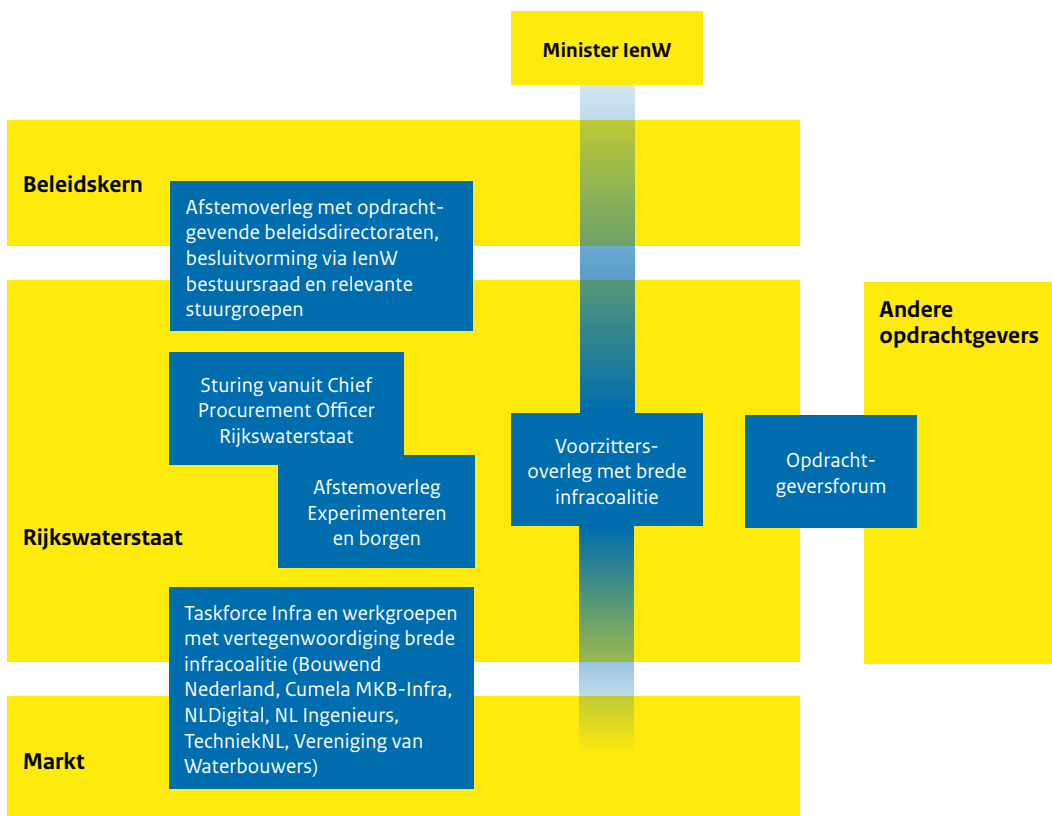 Minister IenW
Beleidskern
Afstemoverleg met opdracht-
gevende beleidsdirectoraten,
besluitvorming via IenW
bestuursraad en relevante
stuurgroepen
Andere
opdrachtgevers
Sturing vanuit Chief
Procurement Officer
Rijkswaterstaat
Voorzitters-
overleg met brede
infracoalitie
Opdracht-
geversforum
Afstemoverleg
Experimenteren
en borgen
Rijkswaterstaat
Taskforce Infra en werkgroepen
met vertegenwoordiging brede
infracoalitie (Bouwend
Nederland, Cumela MKB-Infra,
NLDigital, NL Ingenieurs,
TechniekNL, Vereniging van
Waterbouwers)
Markt